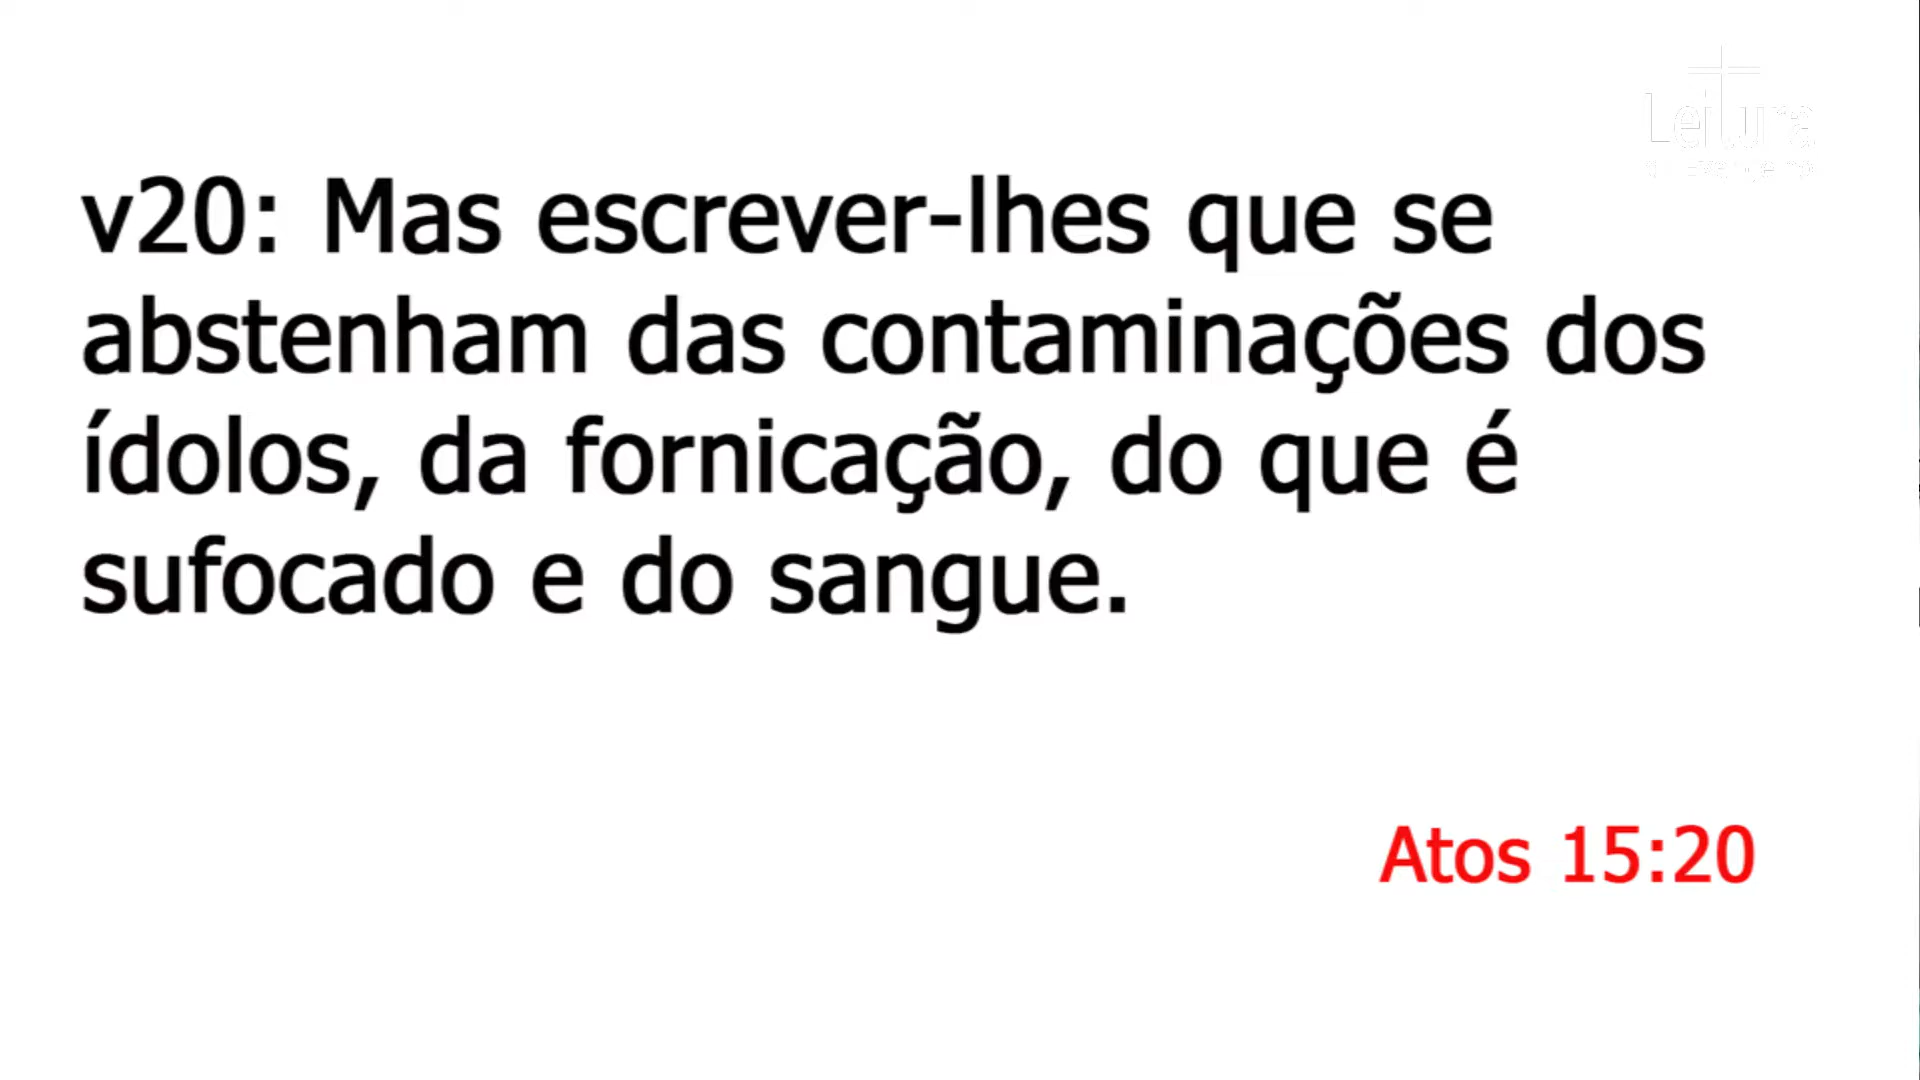 Leitura
v20: Mas escrever-lhes que se
abstenham das contaminações dos
ídolos, da fornicação, do que é
sufocado e do sangue.
Atos 15:20